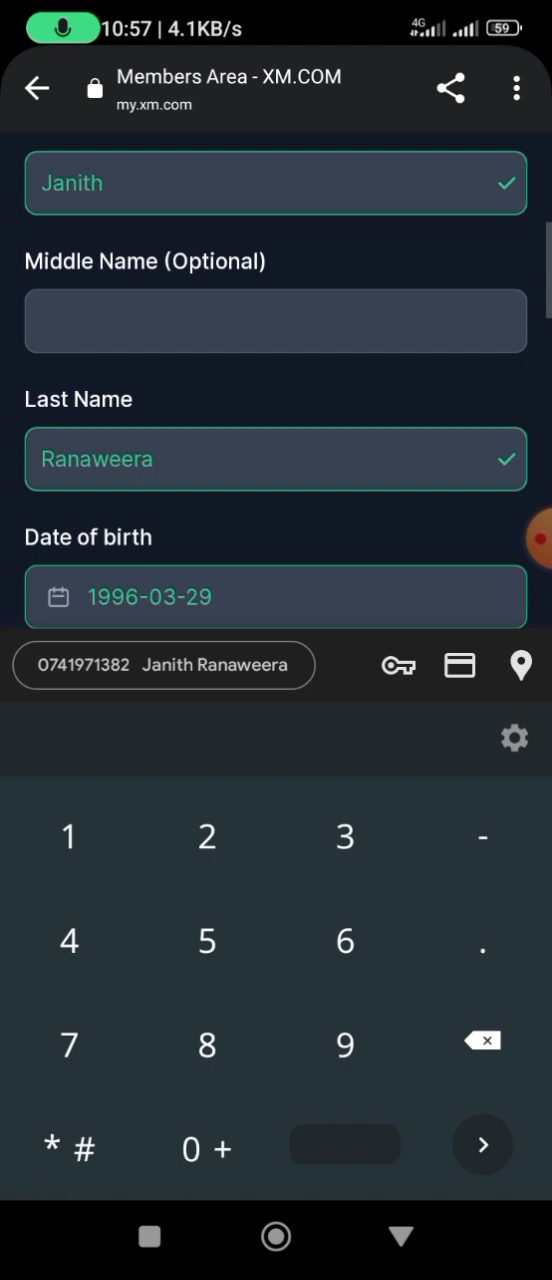 10:57 | 4.1KB/s 4G 59
Members Area - XM.COM
my.xm.com
Janith
Middle Name (Optional)
Last Name
Ranaweera
Date of birth
1996-03-29
0741971382 Janith Ranaweera
1 2 3 -
4 5 6 .
7 8 9
* # 0 +